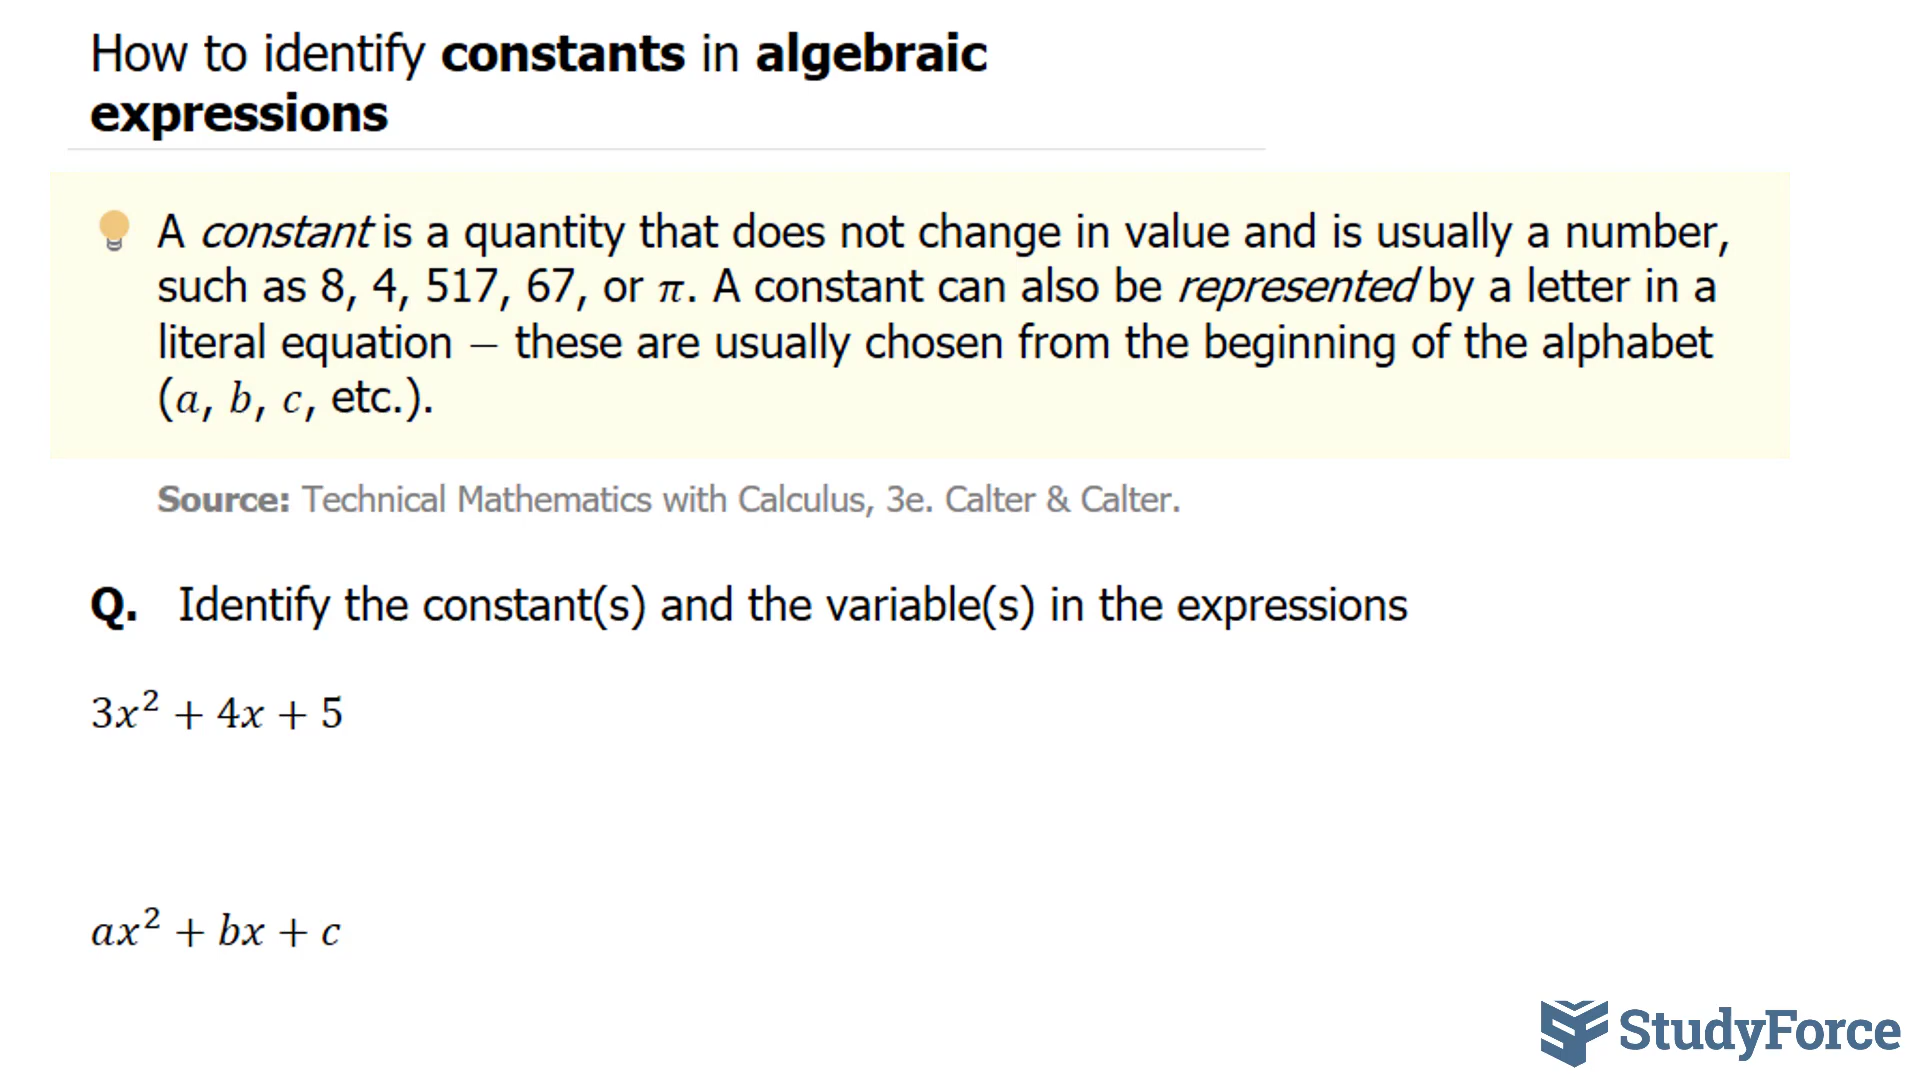 How to identify constants in algebraic
expressions
A constant is a quantity that does not change in value and is usually a number,
such as 8, 4, 517, 67, or π. A constant can also be represented by a letter in a
literal equation – these are usually chosen from the beginning of the alphabet
(a, b, c, etc.).
Source: Technical Mathematics with Calculus, 3e. Calter & Calter.
Q. Identify the constant(s) and the variable(s) in the expressions
3x² + 4x + 5
ax² + bx + c
StudyForce